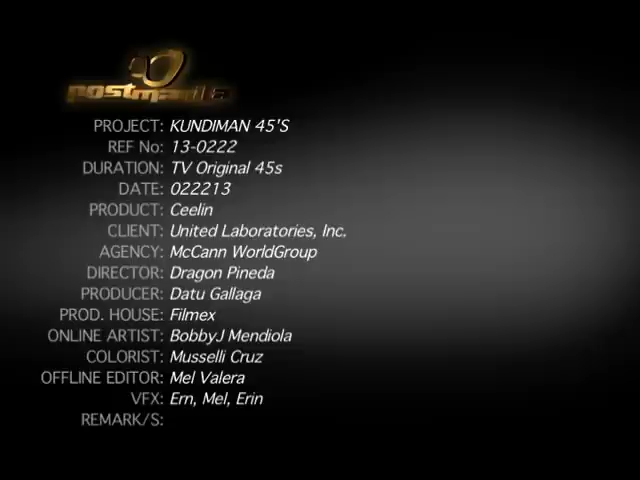 postmanila
PROJECT: KUNDIMAN 45'S
REF No: 13-0222
DURATION: TV Original 45s
DATE: 022213
PRODUCT: Ceelin
CLIENT: United Laboratories, Inc.
AGENCY: McCann WorldGroup
DIRECTOR: Dragon Pineda
PRODUCER: Datu Gallaga
PROD. HOUSE: Filmex
ONLINE ARTIST: BobbyJ Mendiola
COLORIST: Musselli Cruz
OFFLINE EDITOR: Mel Valera
VFX: Ern, Mel, Erin
REMARK/S: